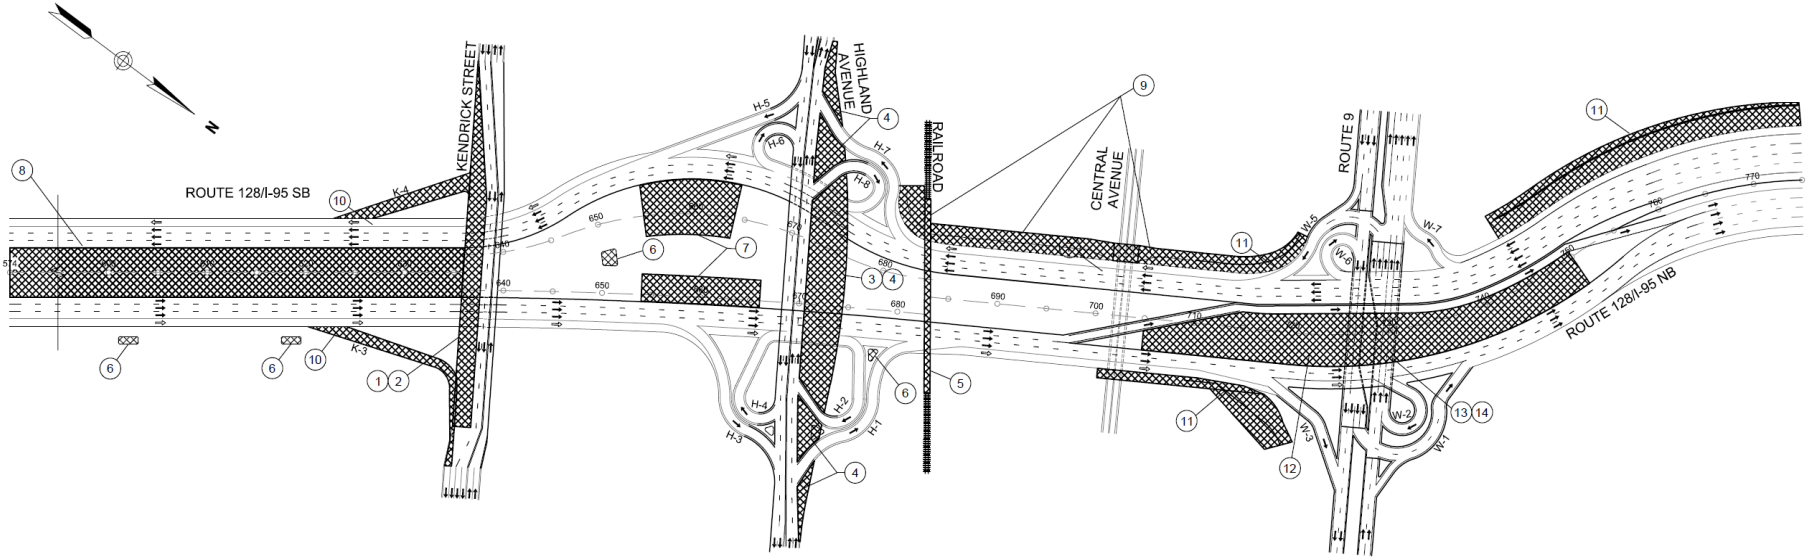 N
8
ROUTE 128/I-95 SB
10
K-4
KENDRICK STREET
6
6
10
K-3
1 2
640
650
640
650
6
7
H-5
H-6
HIGHLAND
AVENUE
4
H-7
H-8
670
680
3 4
670
680
H-4
H-3
H-2
H-1
4
6
RAILROAD
5
9
690
700
710
CENTRAL
AVENUE
11
11
ROUTE 9
W-5
W-6
W-7
W-3
W-2
W-1
12
13 14
11
760
770
ROUTE 128/I-95 NB